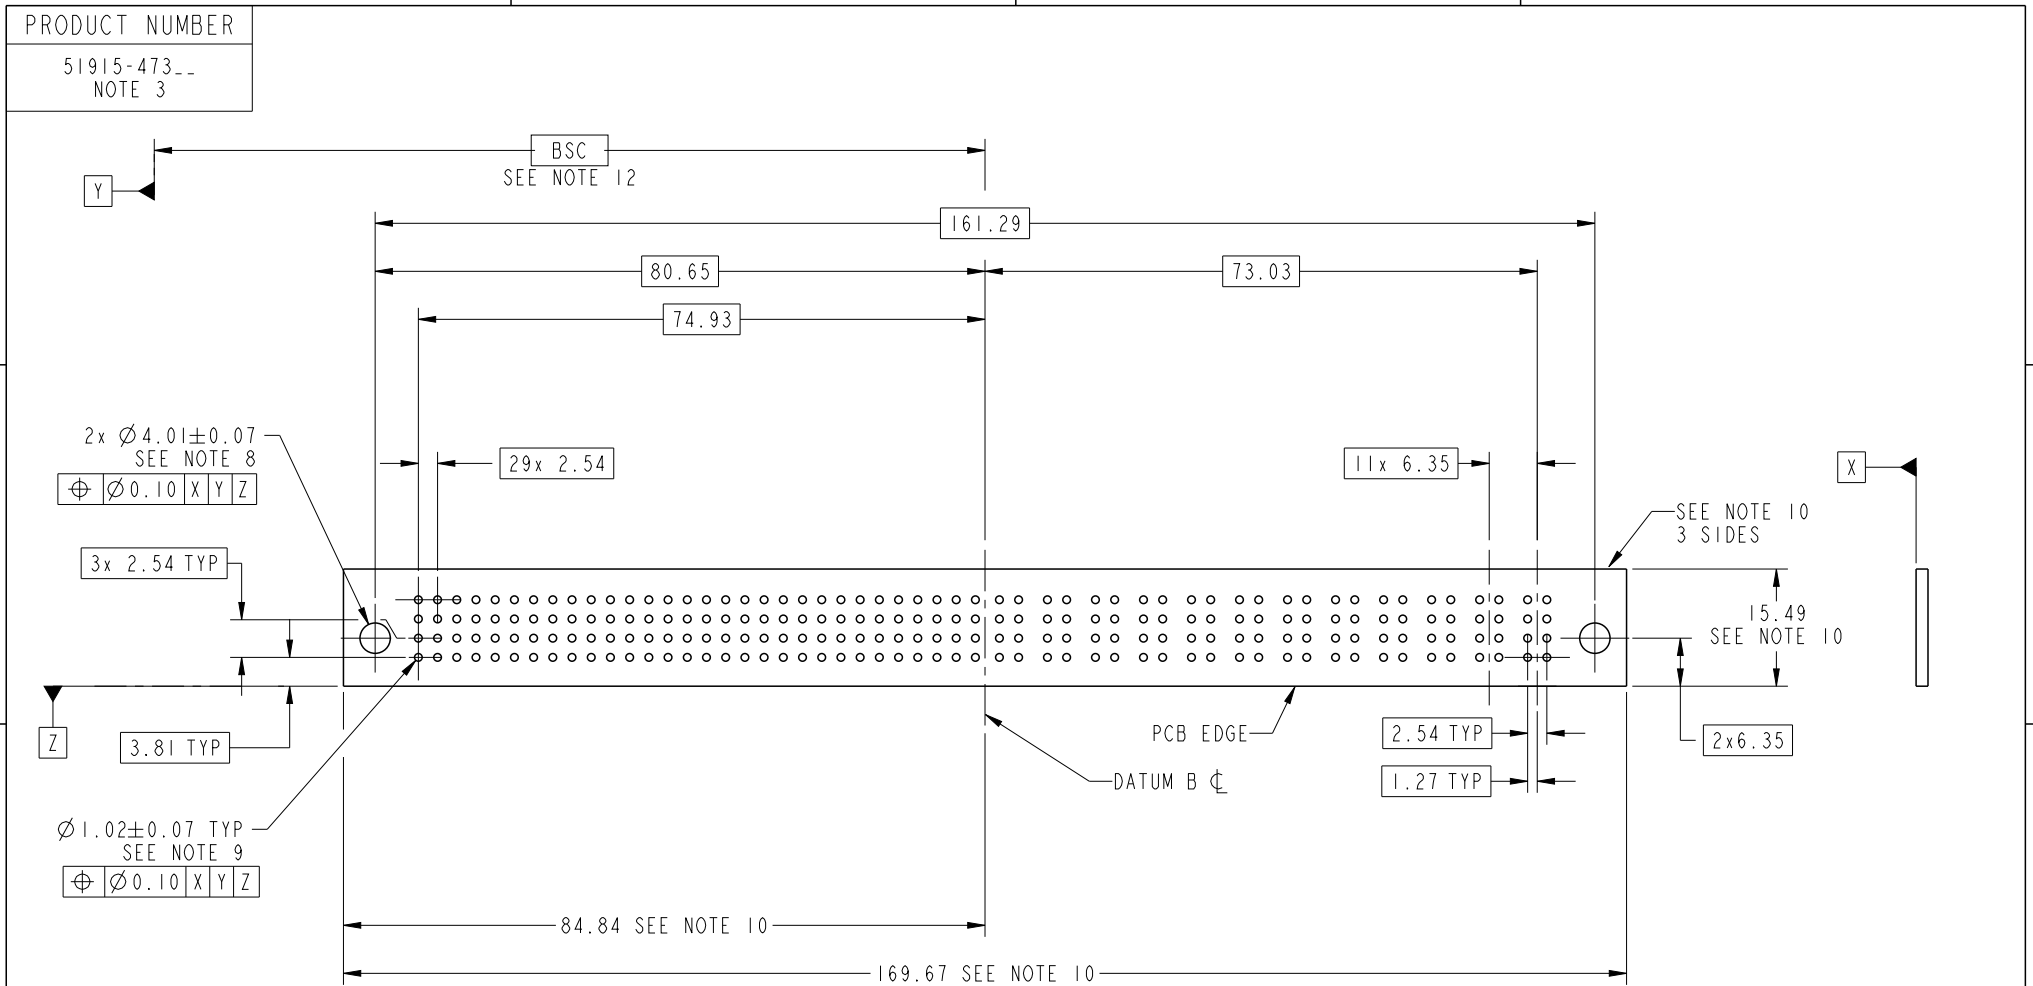 PRODUCT NUMBER
51915-473__
NOTE 3
BSC
SEE NOTE 12
Y
161.29
80.65
73.03
74.93
2x Ø4.01±0.07
SEE NOTE 8
⌖ Ø0.10 X Y Z
29x 2.54
11x 6.35
X
SEE NOTE 10
3 SIDES
3x 2.54 TYP
15.49
SEE NOTE 10
Z
3.81 TYP
PCB EDGE
2.54 TYP
2x6.35
DATUM B ℄
1.27 TYP
Ø1.02±0.07 TYP
SEE NOTE 9
⌖ Ø0.10 X Y Z
84.84 SEE NOTE 10
169.67 SEE NOTE 10